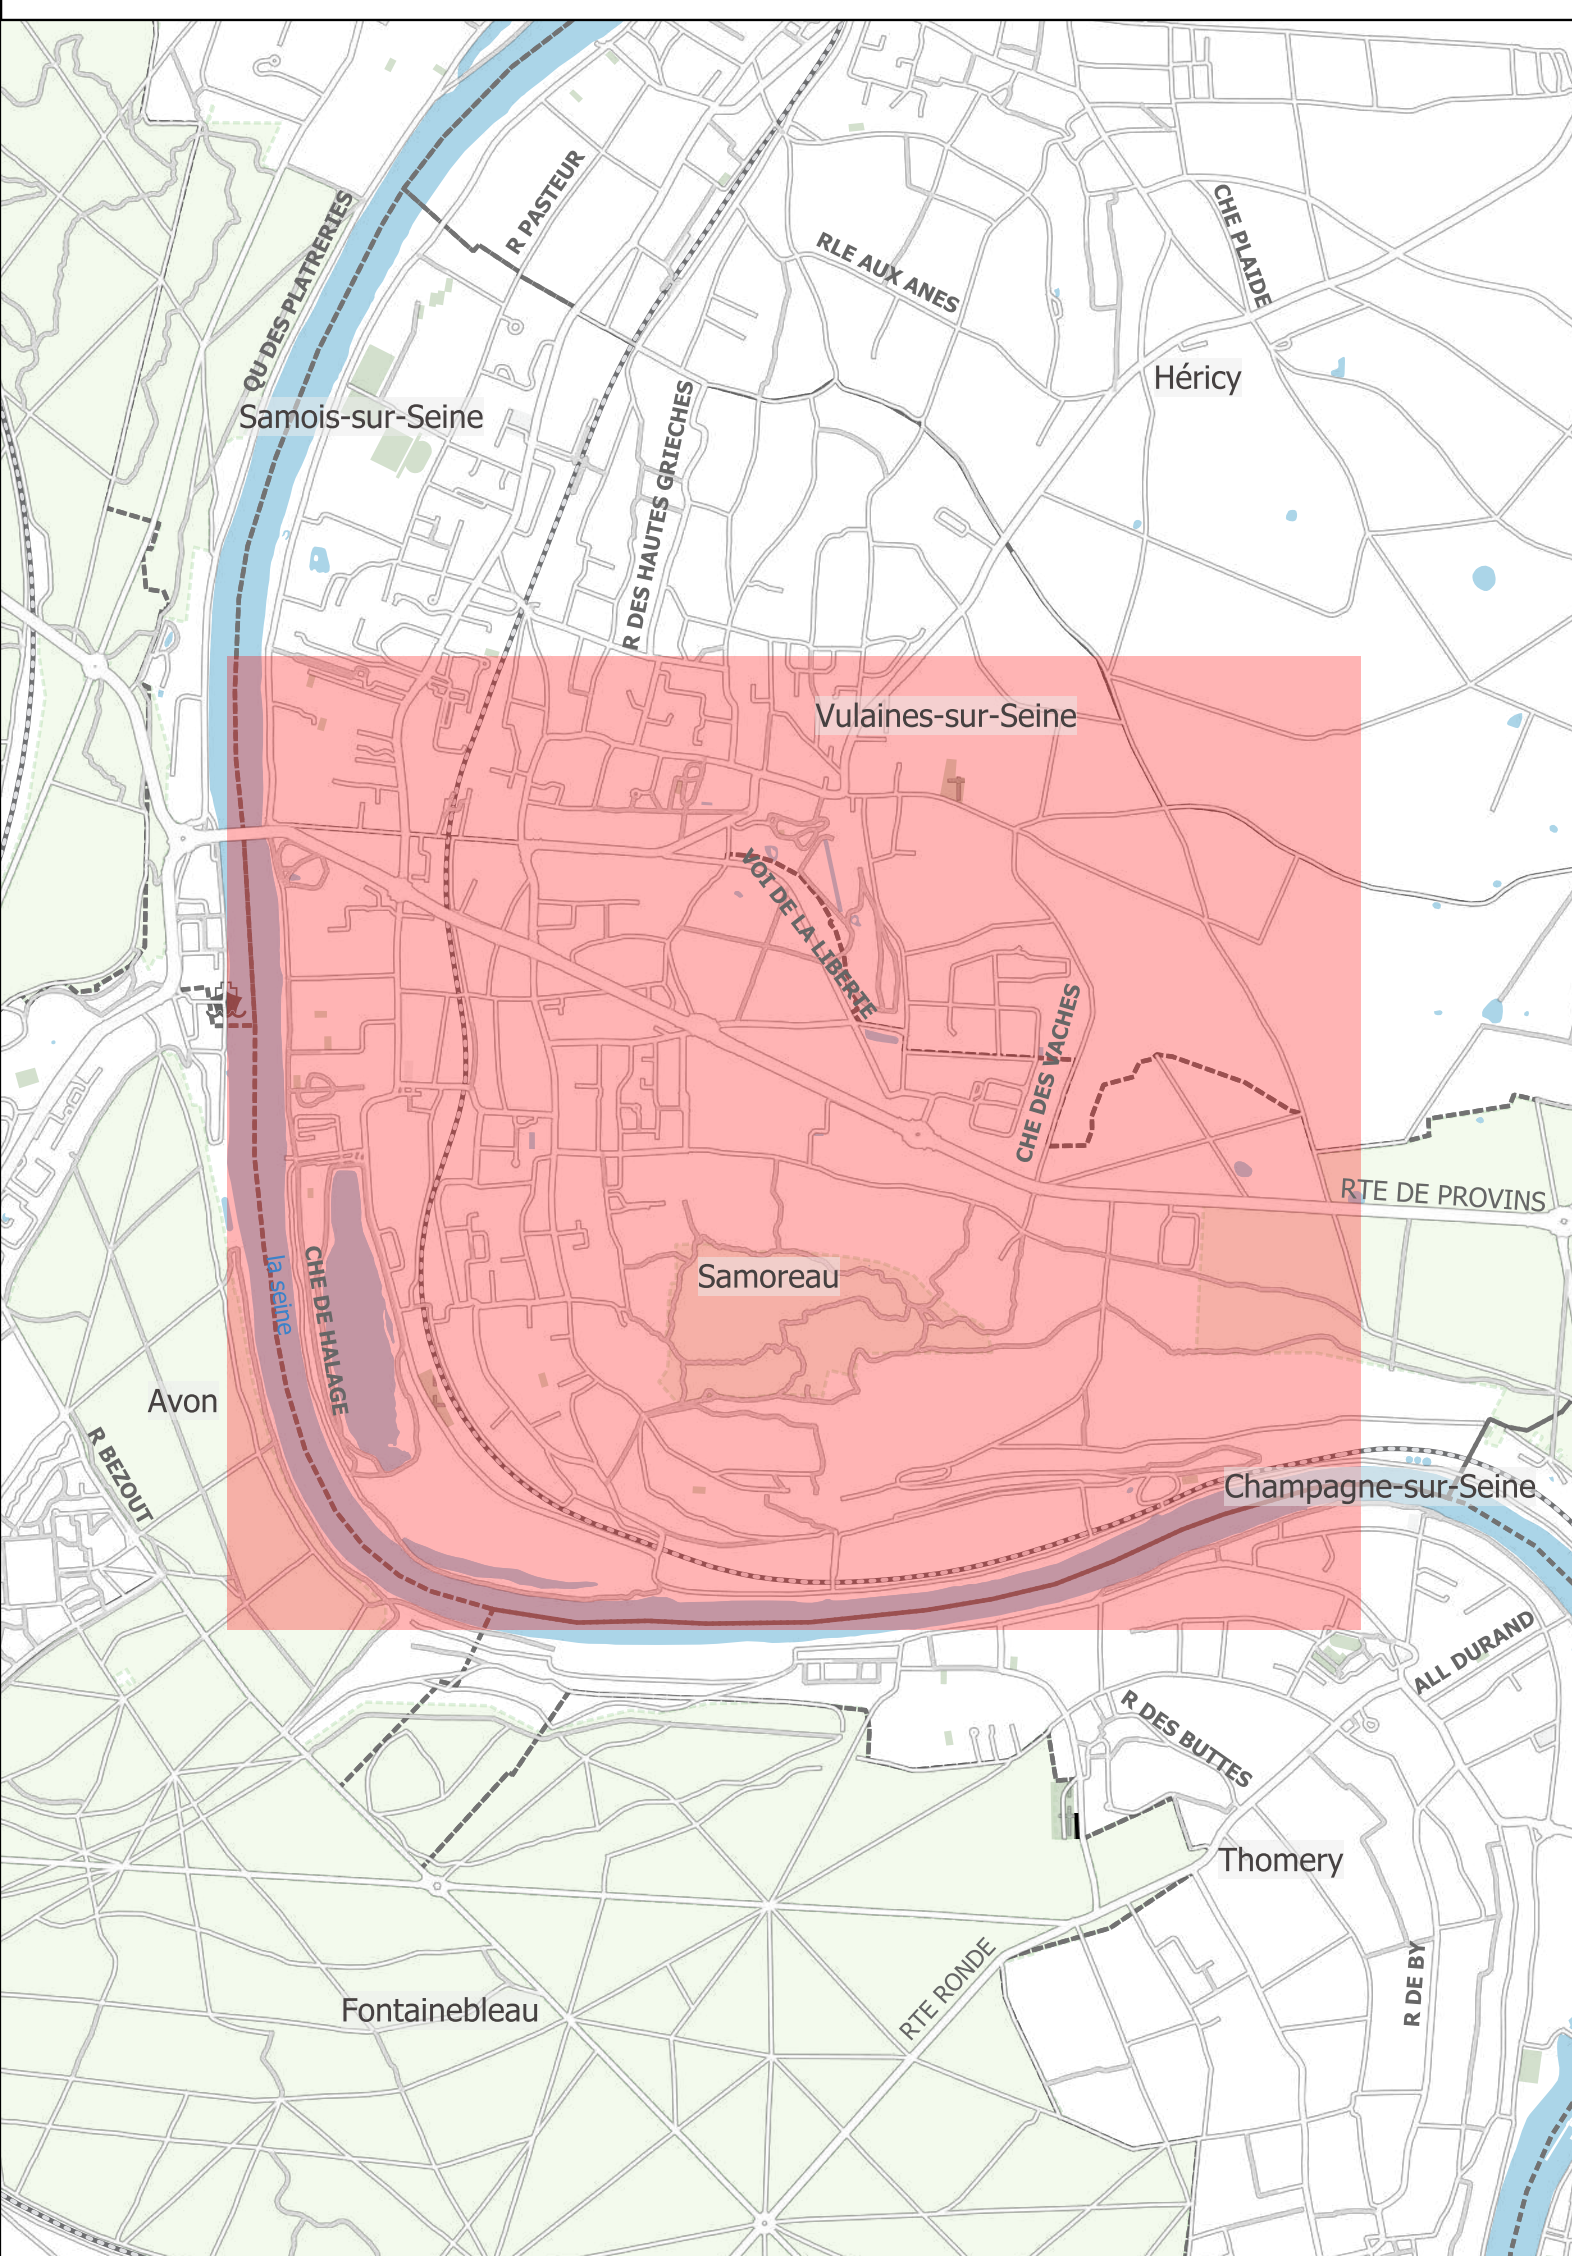 R PASTEUR
QU DES PLATRERIES
RLE AUX ANES
CHE PLAIDE
Héricy
Samois-sur-Seine
R DES HAUTES GRIECHES
Vulaines-sur-Seine
VOI DE LA LIBERTE
CHE DES VACHES
RTE DE PROVINS
la seine
CHE DE HALAGE
Samoreau
Avon
R BEZOUT
Champagne-sur-Seine
ALL DURAND
R DES BUTTES
Thomery
RTE RONDE
R DE BY
Fontainebleau